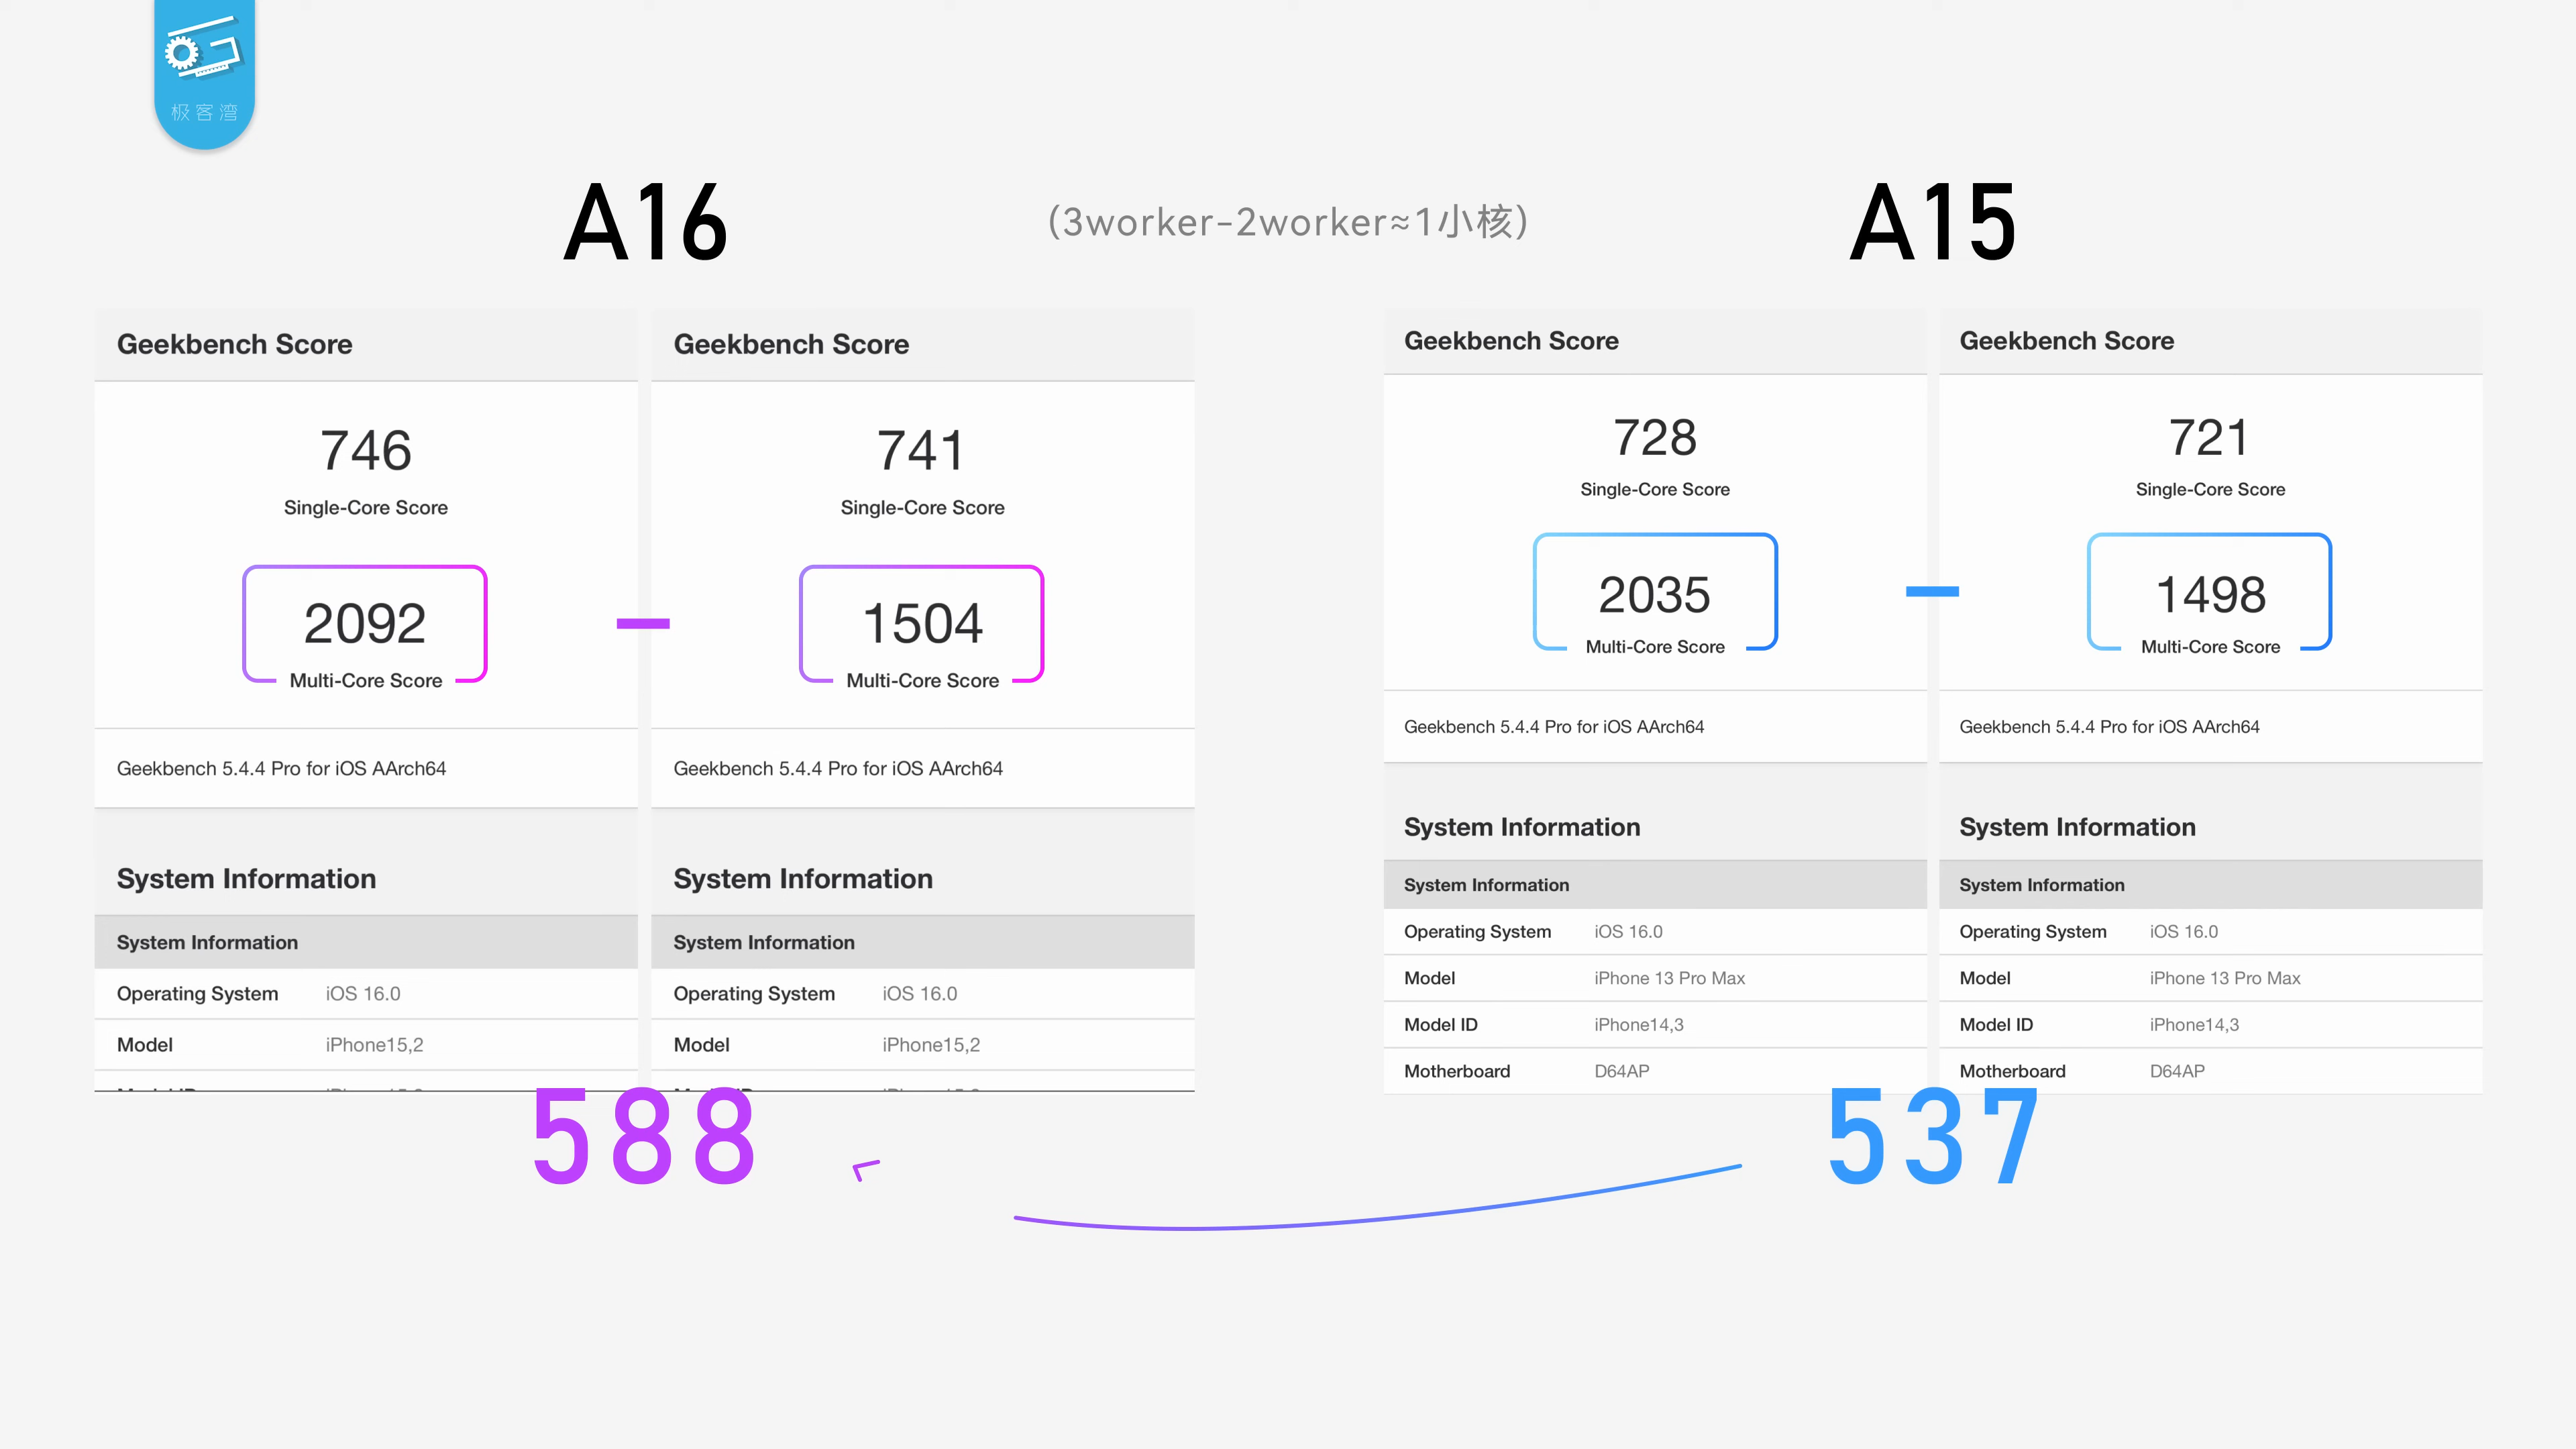 极客湾
A16
(3worker-2worker≈1小核)
A15
Geekbench Score
746
Single-Core Score
2092
Multi-Core Score
Geekbench 5.4.4 Pro for iOS AArch64
System Information
System Information
Operating System iOS 16.0
Model iPhone15,2
Geekbench Score
741
Single-Core Score
1504
Multi-Core Score
Geekbench 5.4.4 Pro for iOS AArch64
System Information
System Information
Operating System iOS 16.0
Model iPhone15,2
588
Geekbench Score
728
Single-Core Score
2035
Multi-Core Score
Geekbench 5.4.4 Pro for iOS AArch64
System Information
System Information
Operating System iOS 16.0
Model iPhone 13 Pro Max
Model ID iPhone14,3
Motherboard D64AP
Geekbench Score
721
Single-Core Score
1498
Multi-Core Score
Geekbench 5.4.4 Pro for iOS AArch64
System Information
System Information
Operating System iOS 16.0
Model iPhone 13 Pro Max
Model ID iPhone14,3
Motherboard D64AP
537